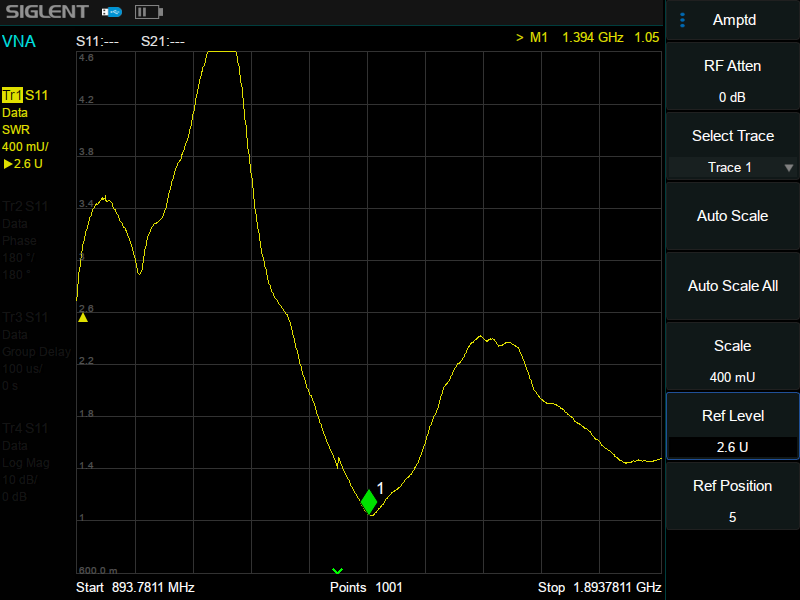 SIGLENT
VNA
S11:--- S21:---
> M1 1.394 GHz 1.05
Tr1 S11
Data
SWR
400 mU/
▶2.6 U
Tr2 S11
Data
Phase
180 °/
180 °
Tr3 S11
Data
Group Delay
100 us/
0 s
Tr4 S11
Data
Log Mag
10 dB/
0 dB
4.6
4.2
3.8
3.4
3
2.6
2.2
1.8
1.4
1
600.0 m
1
Start 893.7811 MHz Points 1001 Stop 1.8937811 GHz
Amptd
RF Atten
0 dB
Select Trace
Trace 1
Auto Scale
Auto Scale All
Scale
400 mU
Ref Level
2.6 U
Ref Position
5